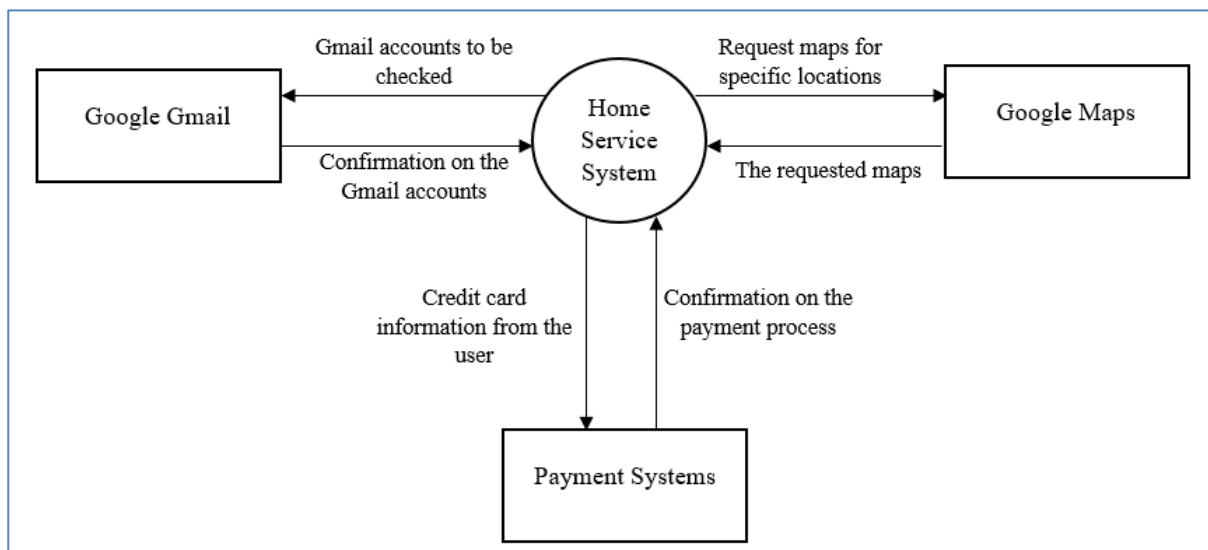 Gmail accounts to be
checked
Request maps for
specific locations
Google Gmail
Home
Service
System
Google Maps
Confirmation on the
Gmail accounts
The requested maps
Credit card
information from the
user
Confirmation on the
payment process
Payment Systems